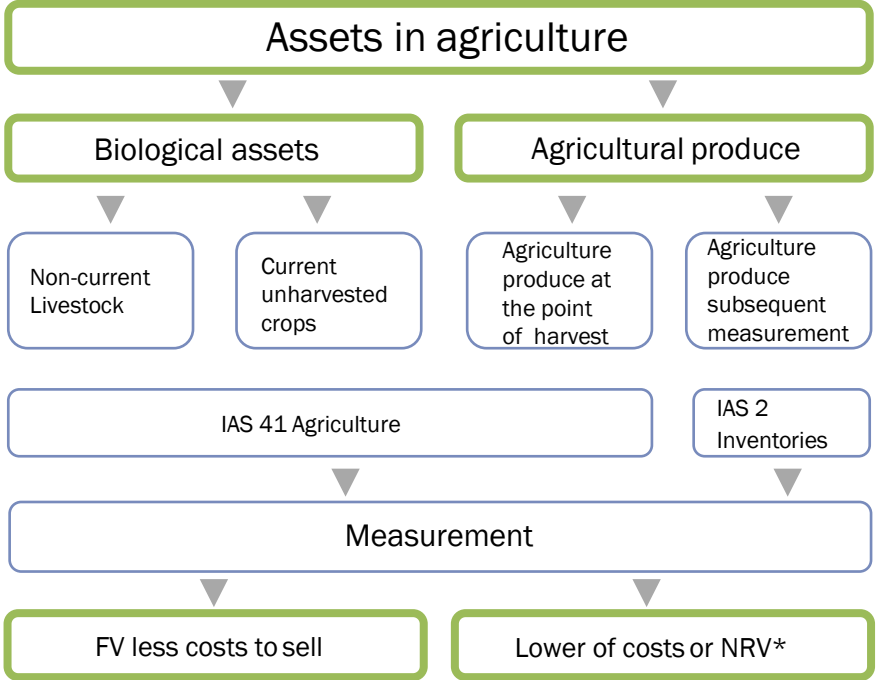 Assets in agriculture
Biological assets
Agricultural produce
Non-current
Livestock
Current
unharvested
crops
Agriculture
produce at
the point
of harvest
Agriculture
produce
subsequent
measurement
IAS 41 Agriculture
IAS 2
Inventories
Measurement
FV less costs to sell
Lower of costs or NRV*